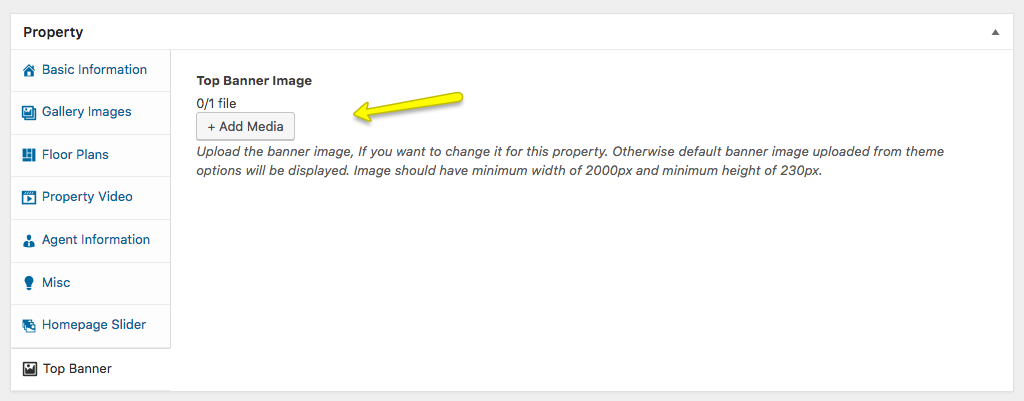 Property
Basic Information
Gallery Images
Floor Plans
Property Video
Agent Information
Misc
Homepage Slider
Top Banner
Top Banner Image
0/1 file
+ Add Media
Upload the banner image, If you want to change it for this property. Otherwise default banner image uploaded from theme
options will be displayed. Image should have minimum width of 2000px and minimum height of 230px.